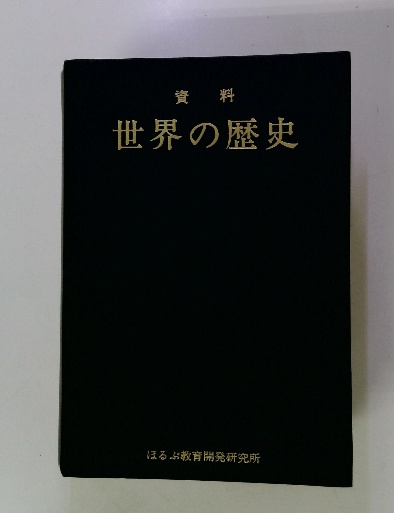 資料
世界の歴史
ほるぷ教育開発研究所